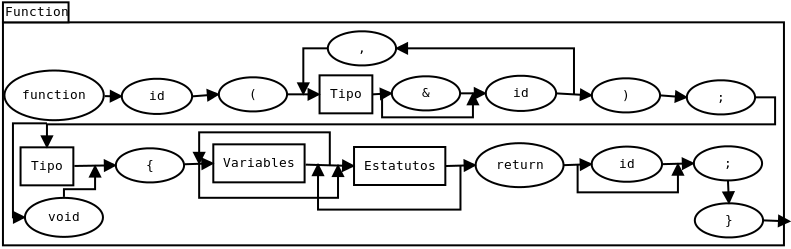 Function
,
function id ( Tipo & id ) ;
Tipo { Variables Estatutos return id ;
void }